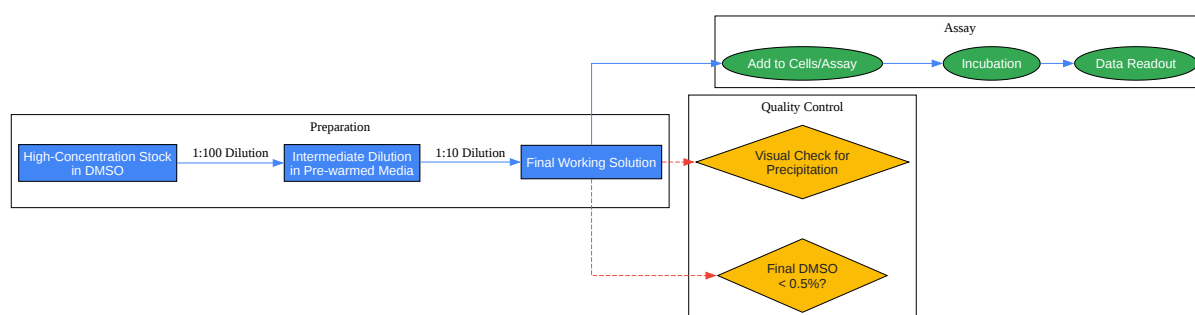 Assay
Add to Cells/Assay
Incubation
Data Readout
Quality Control
Preparation
High-Concentration Stock
in DMSO
1:100 Dilution
Intermediate Dilution
in Pre-warmed Media
1:10 Dilution
Final Working Solution
Visual Check for
Precipitation
Final DMSO
< 0.5%?